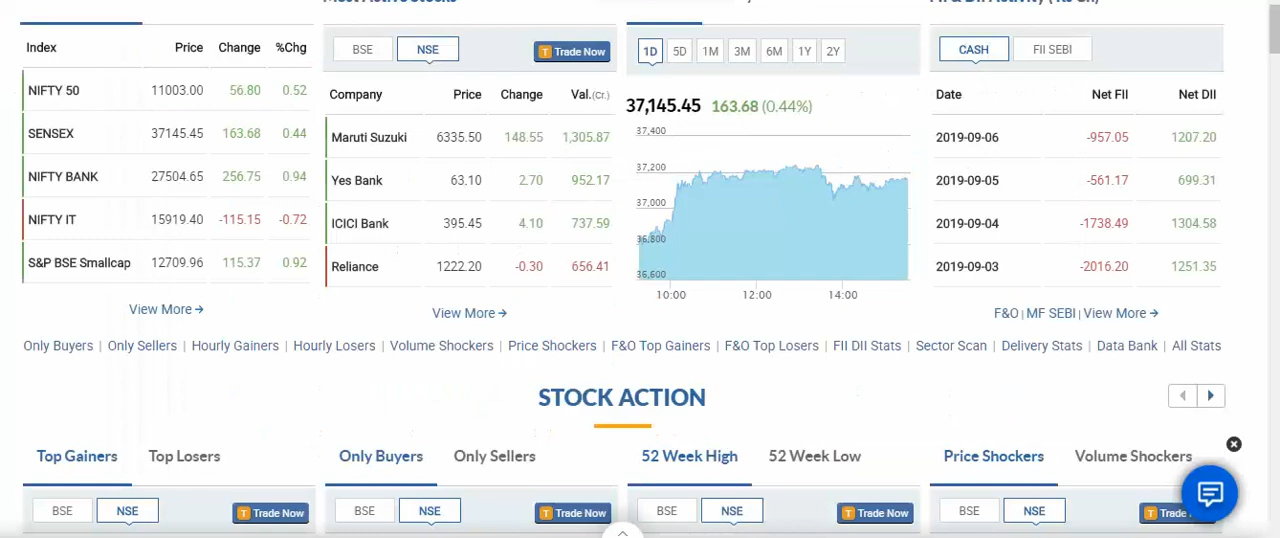 Most Active Stocks
Index Price Change %Chg
NIFTY 50 11003.00 56.80 0.52
SENSEX 37145.45 163.68 0.44
NIFTY BANK 27504.65 256.75 0.94
NIFTY IT 15919.40 -115.15 -0.72
S&P BSE Smallcap 12709.96 115.37 0.92
View More →
BSE NSE T Trade Now
Company Price Change Val.(Cr.)
Maruti Suzuki 6335.50 148.55 1,305.87
Yes Bank 63.10 2.70 952.17
ICICI Bank 395.45 4.10 737.59
Reliance 1222.20 -0.30 656.41
View More →
1D 5D 1M 3M 6M 1Y 2Y
37,145.45 163.68 (0.44%)
37,400
37,200
37,000
36,800
36,600
10:00 12:00 14:00
CASH FII SEBI
Date Net FII Net DII
2019-09-06 -957.05 1207.20
2019-09-05 -561.17 699.31
2019-09-04 -1738.49 1304.58
2019-09-03 -2016.20 1251.35
F&O | MF SEBI | View More →
Only Buyers | Only Sellers | Hourly Gainers | Hourly Losers | Volume Shockers | Price Shockers | F&O Top Gainers | F&O Top Losers | FII DII Stats | Sector Scan | Delivery Stats | Data Bank | All Stats
STOCK ACTION
Top Gainers Top Losers
BSE NSE T Trade Now
Only Buyers Only Sellers
BSE NSE T Trade Now
52 Week High 52 Week Low
BSE NSE T Trade Now
Price Shockers Volume Shockers
BSE NSE T Trade